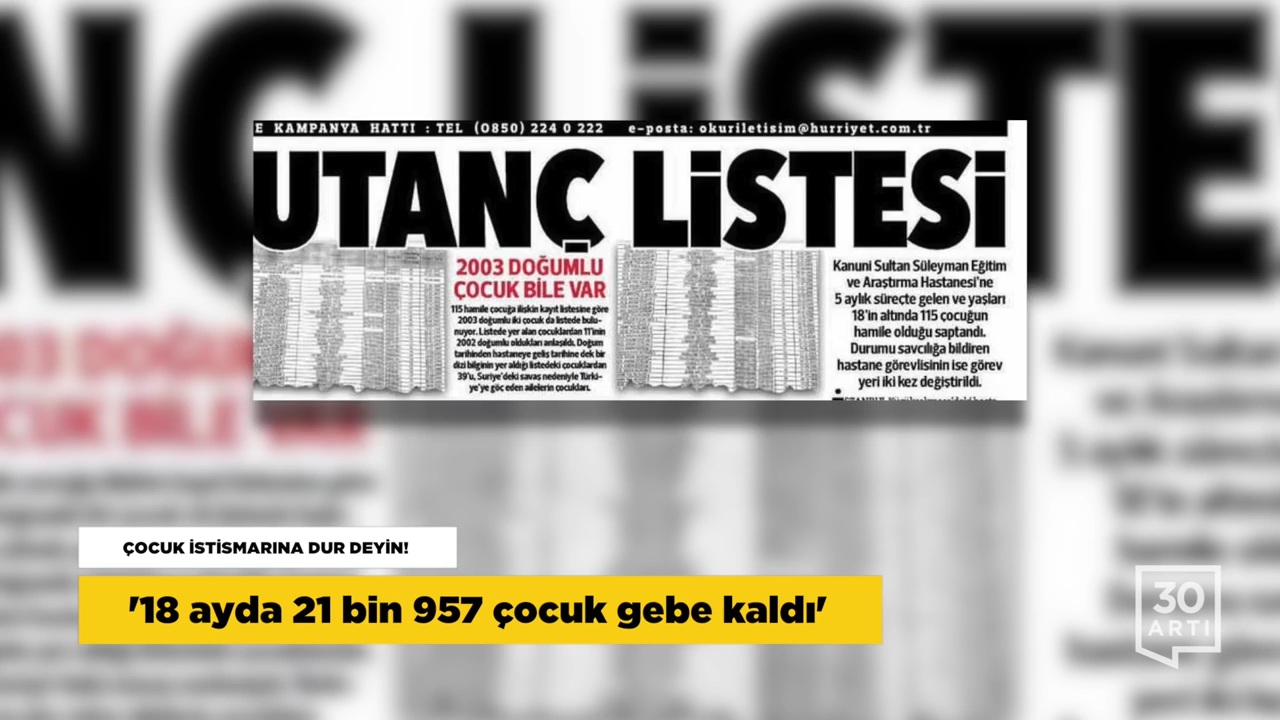 E KAMPANYA HATTI : TEL (0850) 224 0 222 e-posta: okuriletisim@hurriyet.com.tr
UTANÇ LİSTESİ
2003 DOĞUMLU
ÇOCUK BİLE VAR
115 hamile çocuğa ilişkin kayıt listesine göre
2003 doğumlu iki çocuk da listede bulu-
nuyor. Listede yer alan çocuklardan 11'inin
2002 doğumlu oldukları anlaşıldı. Doğum
tarihinden hastaneye geliş tarihine dek bir
dizi bilginin yer aldığı listedeki çocuklardan
39'u, Suriye'deki savaş nedeniyle Türki-
ye'ye göç eden ailelerin çocukları.
Kanuni Sultan Süleyman Eğitim
ve Araştırma Hastanesi'ne
5 aylık süreçte gelen ve yaşları
18'in altında 115 çocuğun
hamile olduğu saptandı.
Durumu savcılığa bildiren
hastane görevlisinin ise görev
yeri iki kez değiştirildi.
ÇOCUK İSTİSMARINA DUR DEYİN!
'18 ayda 21 bin 957 çocuk gebe kaldı'
30
ARTI